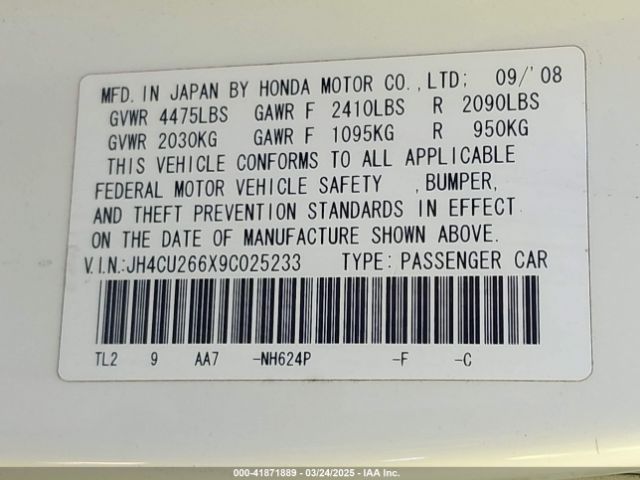 MFD. IN JAPAN BY HONDA MOTOR CO.,LTD; 09/'08
GVWR 4475LBS GAWR F 2410LBS R 2090LBS
GVWR 2030KG GAWR F 1095KG R 950KG
THIS VEHICLE CONFORMS TO ALL APPLICABLE
FEDERAL MOTOR VEHICLE SAFETY ,BUMPER,
AND THEFT PREVENTION STANDARDS IN EFFECT
ON THE DATE OF MANUFACTURE SHOWN ABOVE.
V.I.N.:JH4CU266X9C025233 TYPE: PASSENGER CAR
TL2 9 AA7 -NH624P -F -C
000-41871889 - 03/24/2025 - IAA Inc.